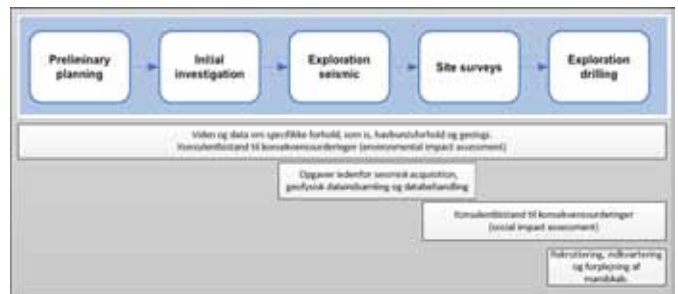 Preliminary
planning
Initial
investigation
Exploration
seismic
Site surveys
Exploration
drilling
Viden og data om specifikke forhold, som is, havbundsforhold og geologi.
Konsulentbistand til konsekvensvurderinger (environmental impact assessment)
Opgaver indenfor seismisk acquisition,
geofysisk dataindsamling og databehandling
Konsulentbistand til konsekvensvurderinger
(social impact assessment)
Rekruttering, indkvartering
og forplejning af
mandskab.